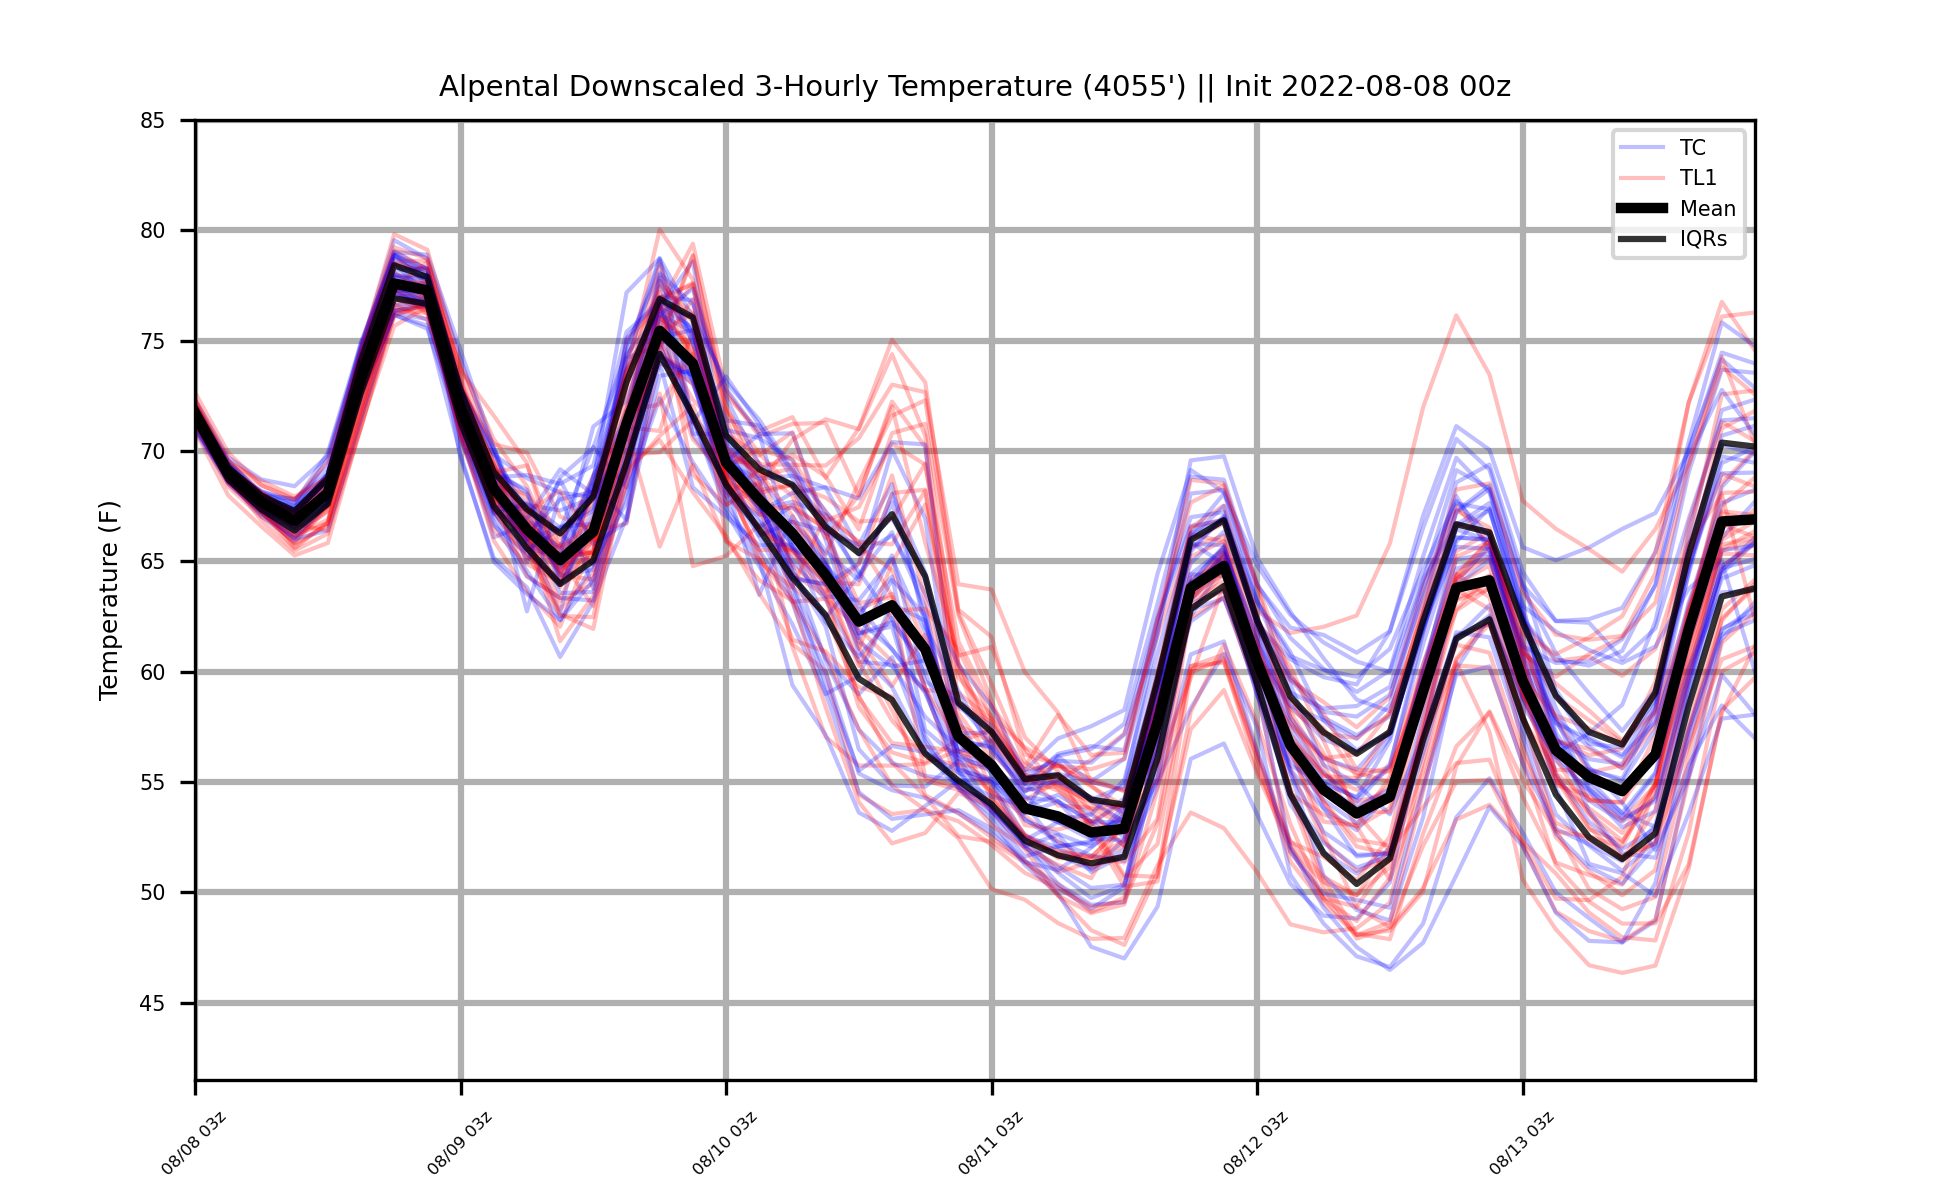 Alpental Downscaled 3-Hourly Temperature (4055') || Init 2022-08-08 00z
TC
TL1
Mean
IQRs
Temperature (F)
85
80
75
70
65
60
55
50
45
08/08 03z
08/09 03z
08/10 03z
08/11 03z
08/12 03z
08/13 03z